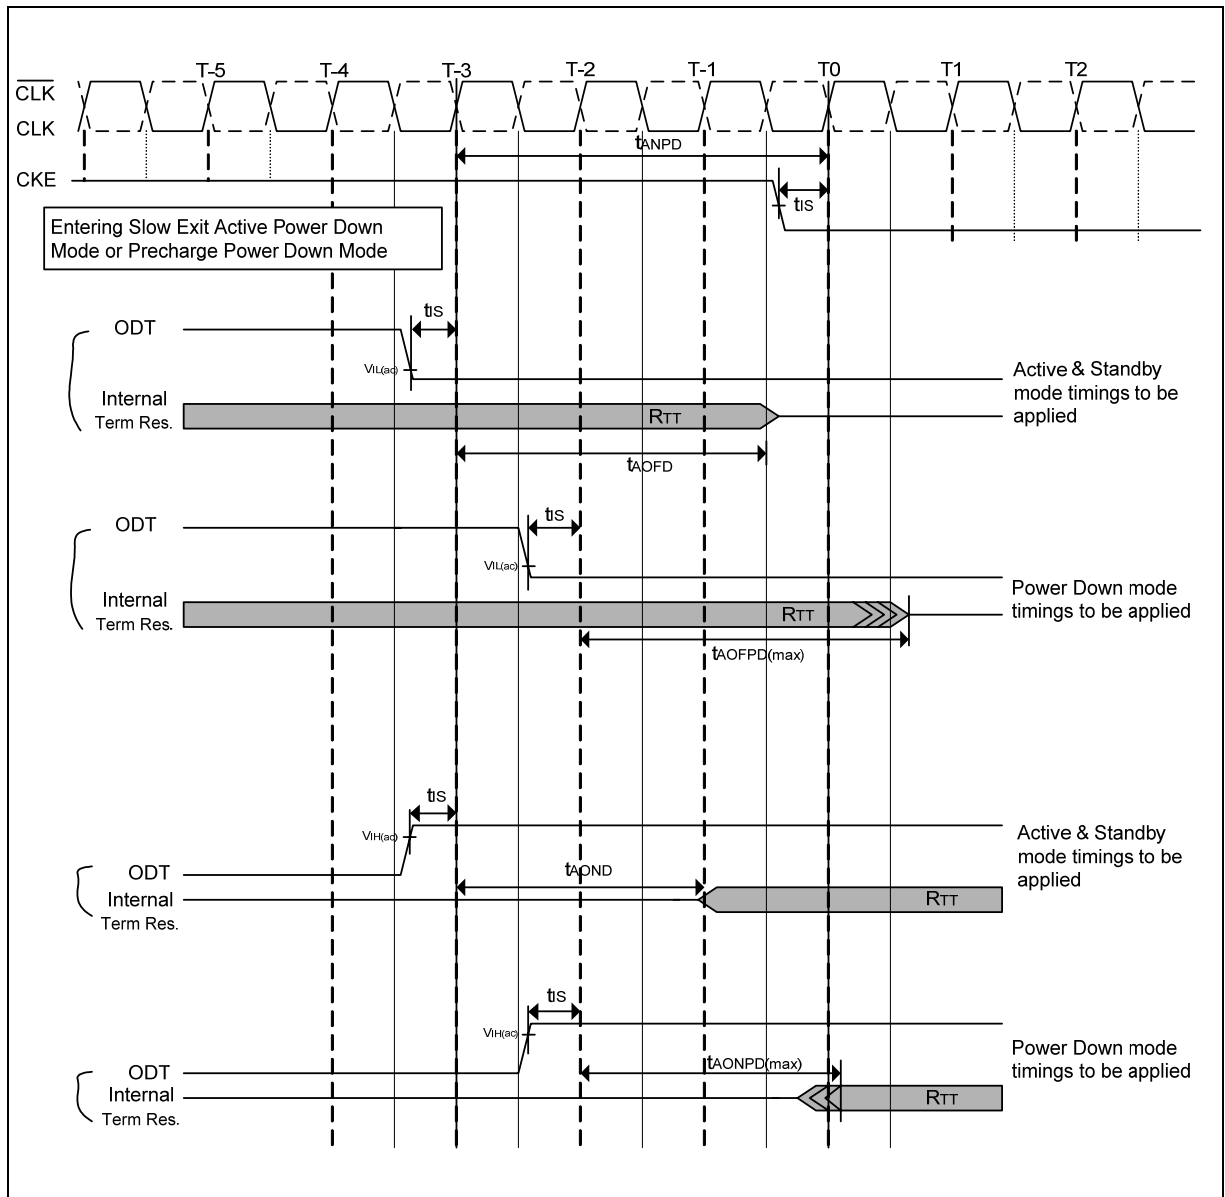 T-5 T-4 T-3 T-2 T-1 T0 T1 T2
CLK
CLK
tANPD
CKE
tIS
Entering Slow Exit Active Power Down
Mode or Precharge Power Down Mode
tIS
ODT
VIL(ac)
Active & Standby
mode timings to be
applied
Internal
Term Res.
RTT
tAOFD
tIS
ODT
VIL(ac)
Power Down mode
timings to be applied
Internal
Term Res.
RTT
tAOFPD(max)
tIS
VIH(ac)
Active & Standby
mode timings to be
applied
tAOND
ODT
Internal
Term Res.
RTT
tIS
VIH(ac)
Power Down mode
timings to be applied
tAONPD(max)
ODT
Internal
Term Res.
RTT